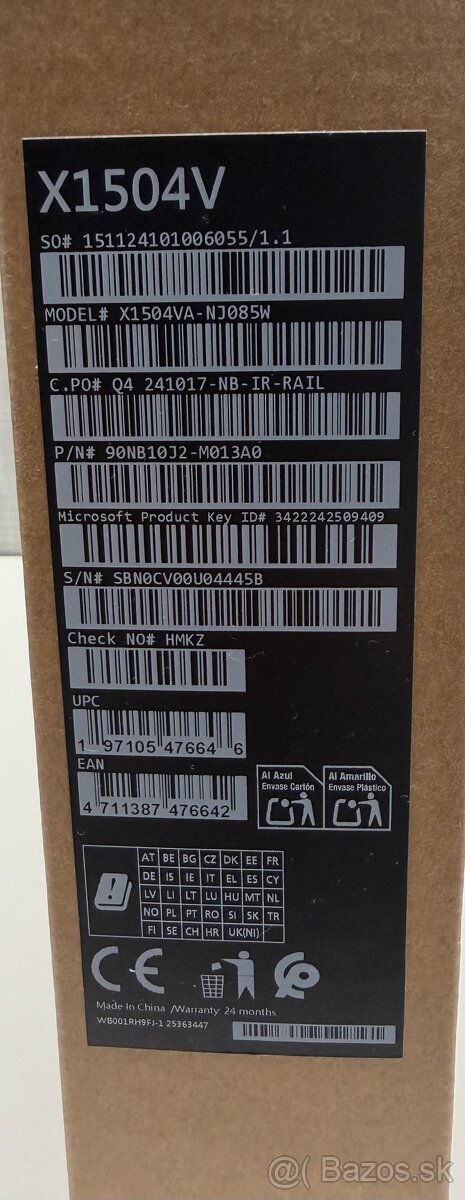 X1504V
SO# 151124101006055/1.1
MODEL# X1504VA-NJ085W
C.PO# Q4 241017-NB-IR-RAIL
P/N# 90NB10J2-M013A0
Microsoft Product Key ID# 3422242509409
S/N# SBN0CV00U04445B
Check NO# HMKZ
UPC
1 97105 47664 6
EAN
4 711387 476642
Al Azul
Envase Cartón
Al Amarillo
Envase Plástico
AT BE BG CZ DK EE FR
DE IS IE IT EL ES CY
LV LI LT LU HU MT NL
NO PL PT RO SI SK TR
FI SE CH HR UK(NI)
CE
Made In China /Warranty: 24 months
WB001RH9FJ-1 25363447
Bazos.sk